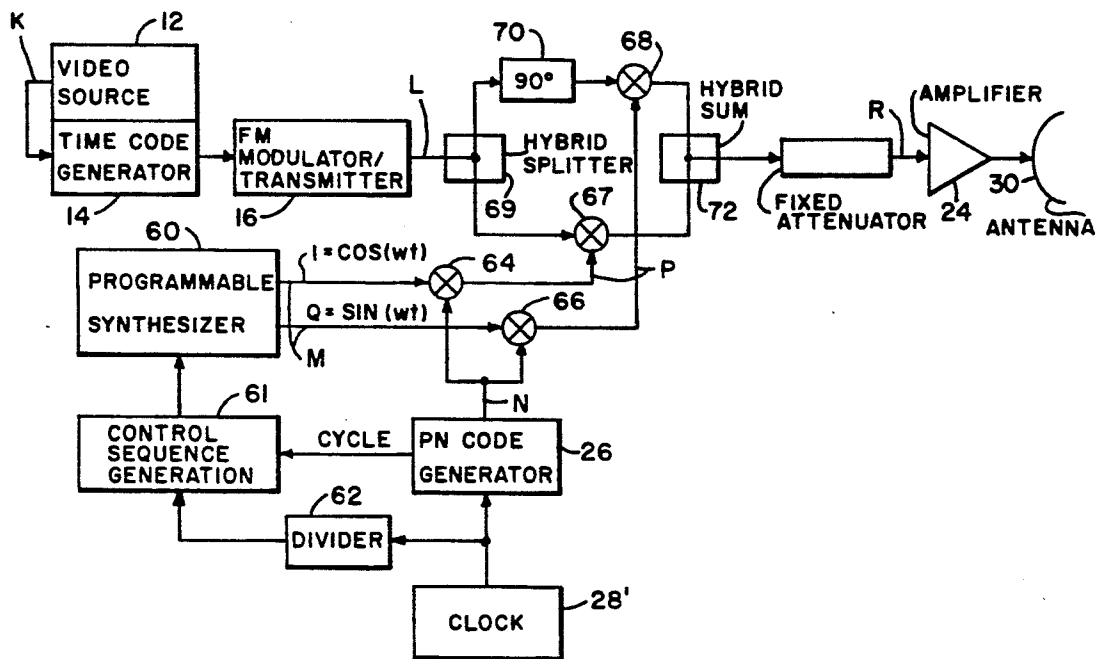 K
12
VIDEO
SOURCE
TIME CODE
GENERATOR
14
FM
MODULATOR/
TRANSMITTER
16
L
70
90°
68
HYBRID
SPLITTER
69
67
HYBRID
SUM
72
FIXED
ATTENUATOR
R
AMPLIFIER
24
30
ANTENNA
60
PROGRAMMABLE
SYNTHESIZER
I = COS(wt)
Q = SIN (wt)
M
64
66
P
N
61
CONTROL
SEQUENCE
GENERATION
CYCLE
PN CODE
GENERATOR
26
62
DIVIDER
CLOCK
28'